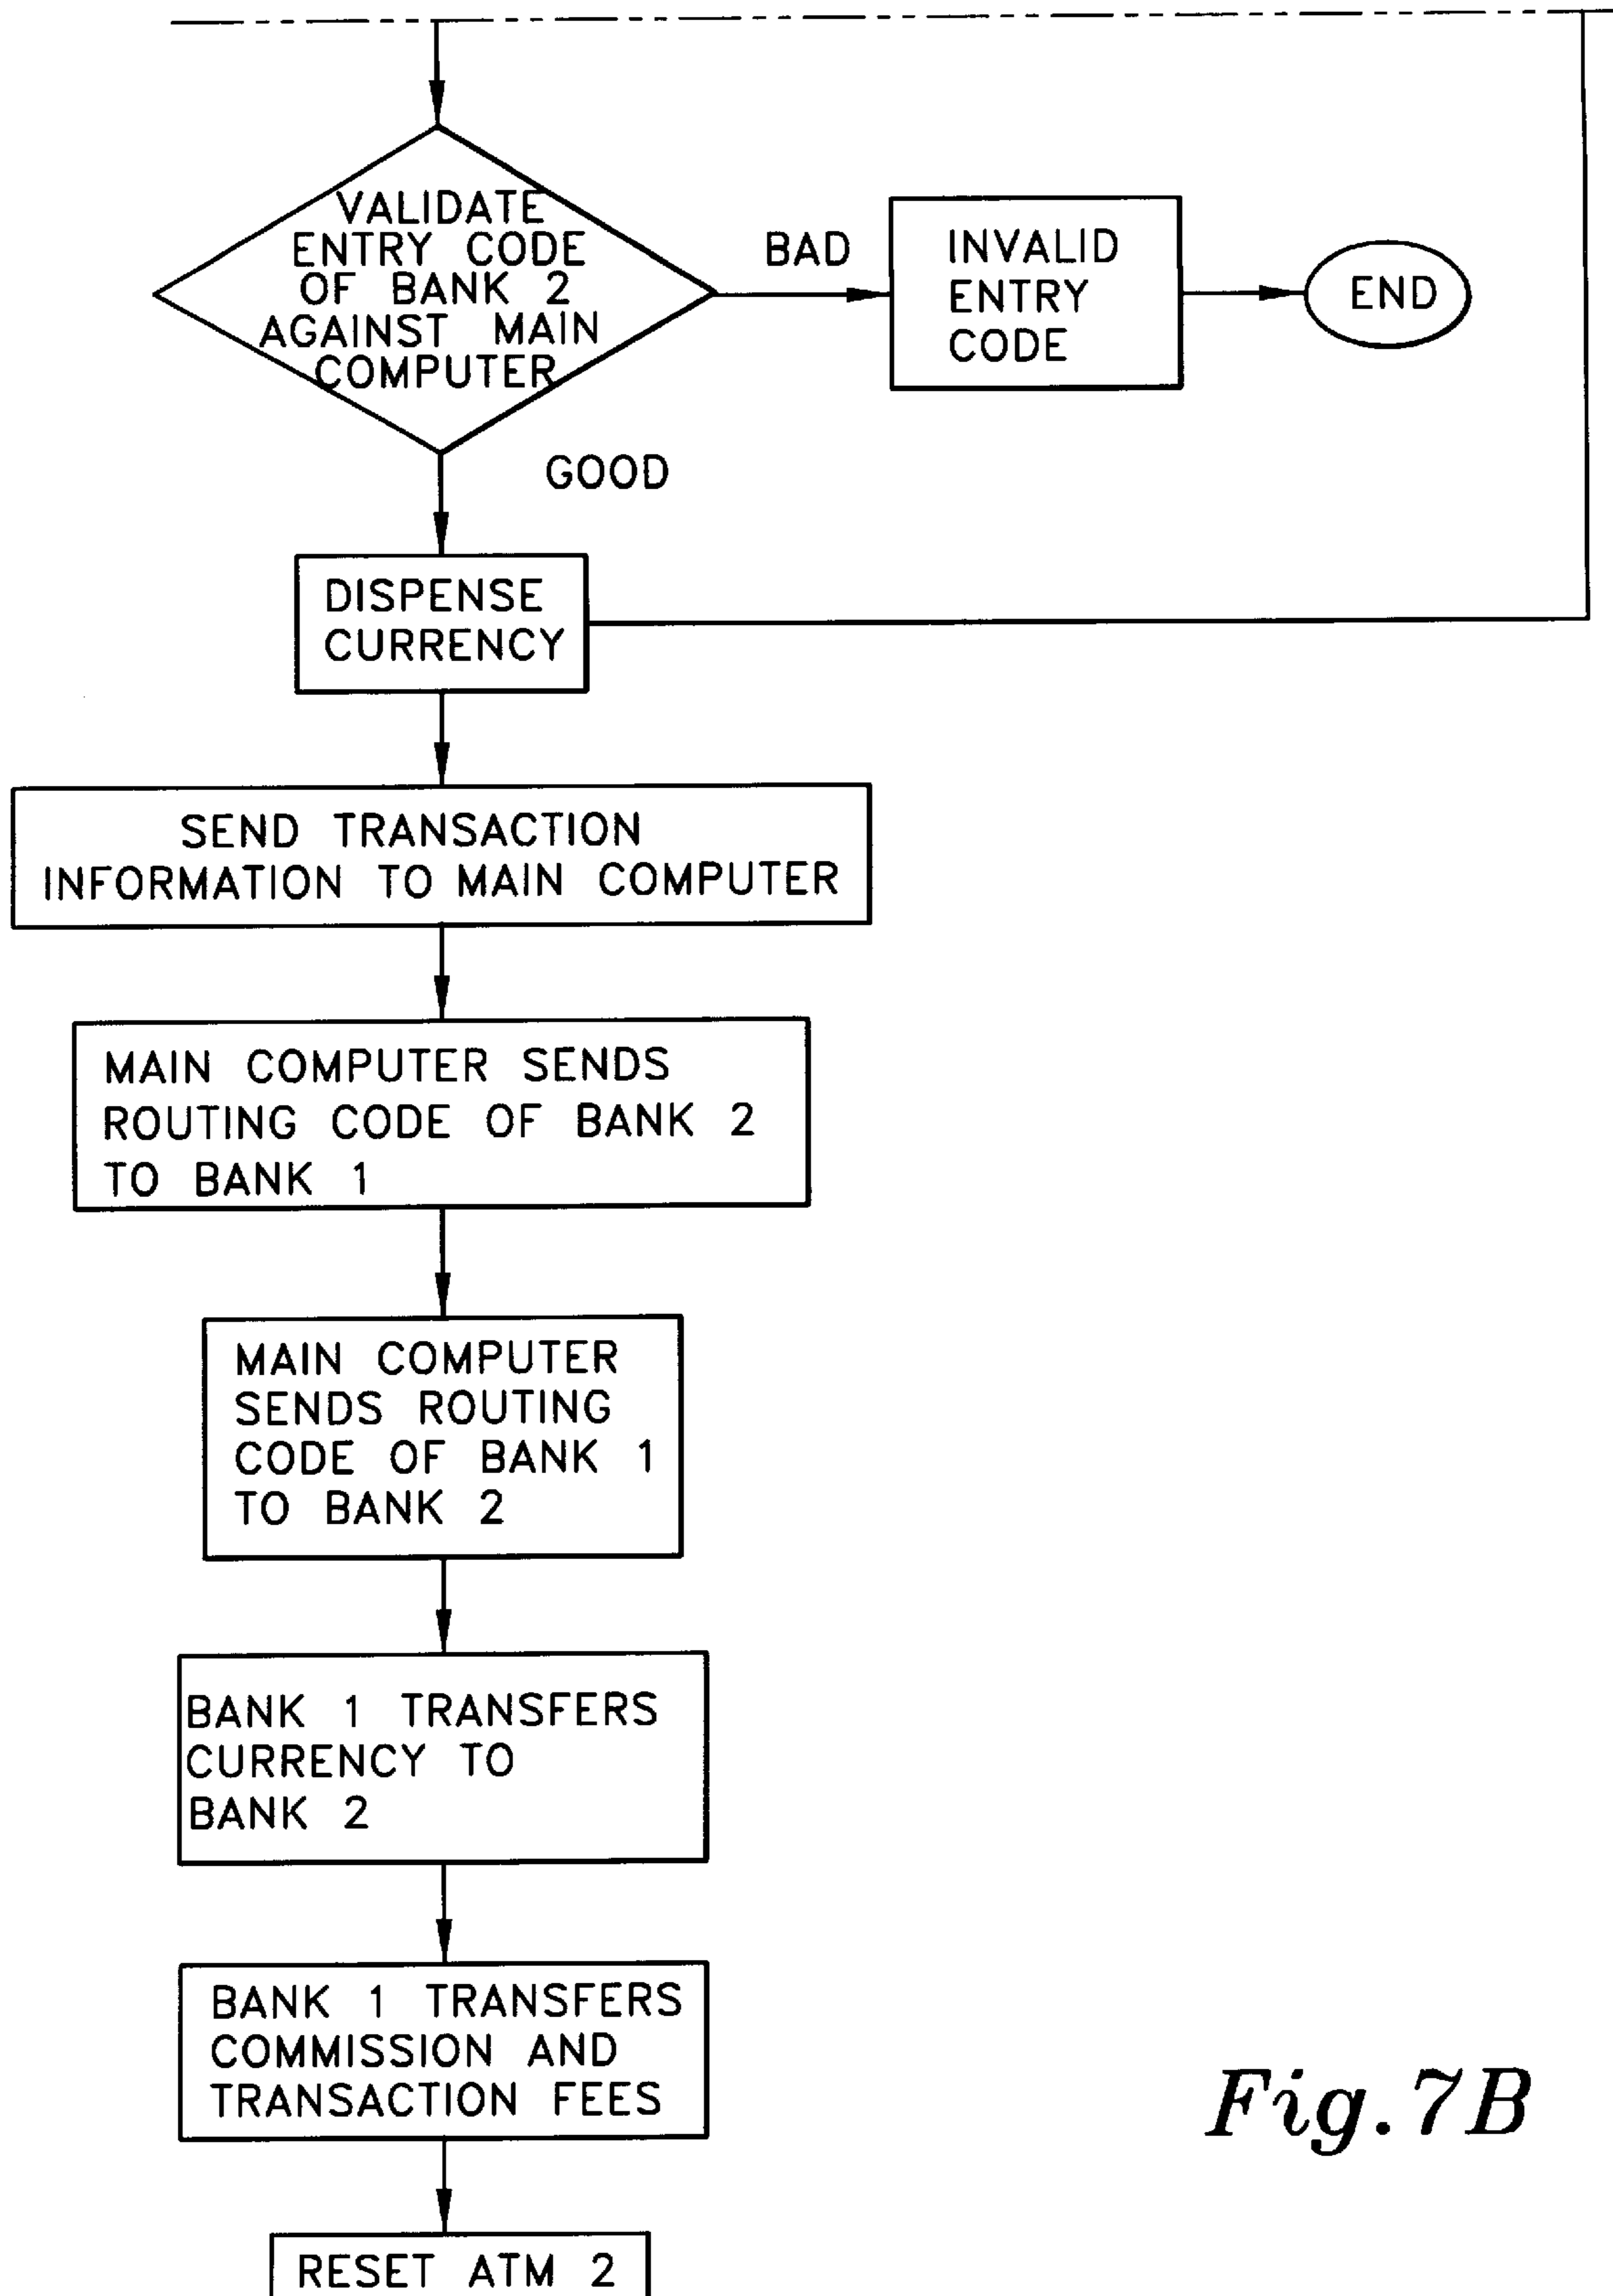 VALIDATE
ENTRY CODE
OF BANK 2
AGAINST MAIN
COMPUTER
BAD
INVALID
ENTRY
CODE
END
GOOD
DISPENSE
CURRENCY
SEND TRANSACTION
INFORMATION TO MAIN COMPUTER
MAIN COMPUTER SENDS
ROUTING CODE OF BANK 2
TO BANK 1
MAIN COMPUTER
SENDS ROUTING
CODE OF BANK 1
TO BANK 2
BANK 1 TRANSFERS
CURRENCY TO
BANK 2
BANK 1 TRANSFERS
COMMISSION AND
TRANSACTION FEES
RESET ATM 2
Fig. 7B